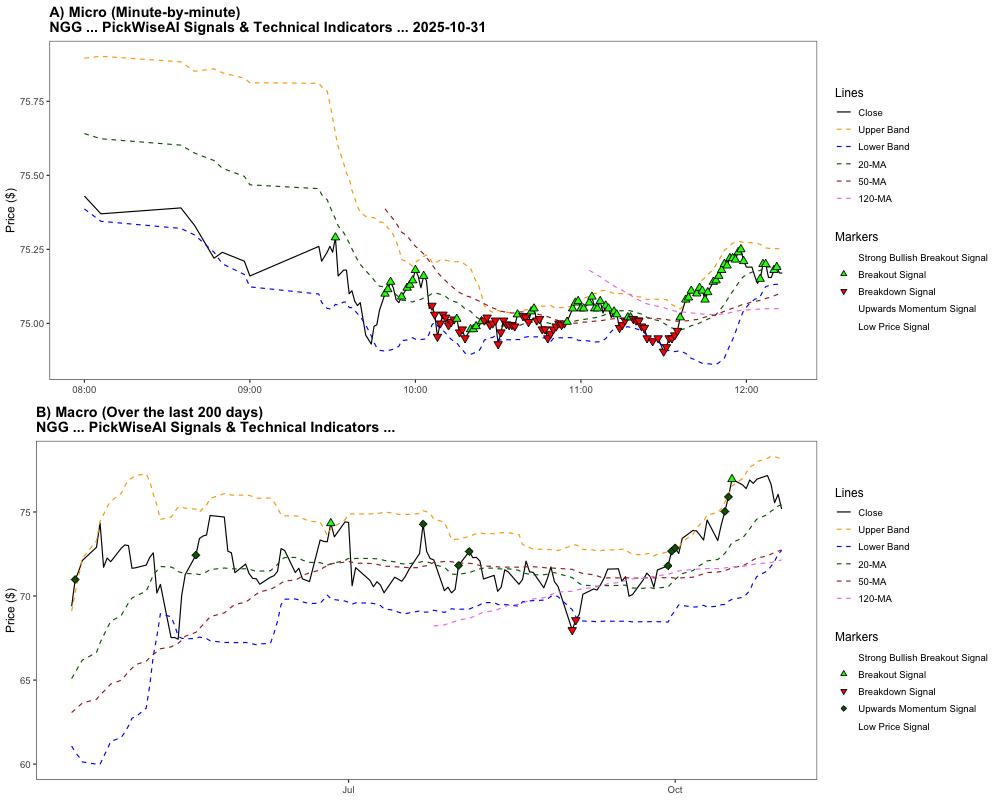 A) Micro (Minute-by-minute)
NGG ... PickWiseAI Signals & Technical Indicators ... 2025-10-31
Price ($)
75.75
75.50
75.25
75.00
08:00
09:00
10:00
11:00
12:00
Lines
Close
Upper Band
Lower Band
20-MA
50-MA
120-MA
Markers
Strong Bullish Breakout Signal
Breakout Signal
Breakdown Signal
Upwards Momentum Signal
Low Price Signal
B) Macro (Over the last 200 days)
NGG ... PickWiseAI Signals & Technical Indicators ...
Price ($)
75
70
65
60
Jul
Oct
Lines
Close
Upper Band
Lower Band
20-MA
50-MA
120-MA
Markers
Strong Bullish Breakout Signal
Breakout Signal
Breakdown Signal
Upwards Momentum Signal
Low Price Signal